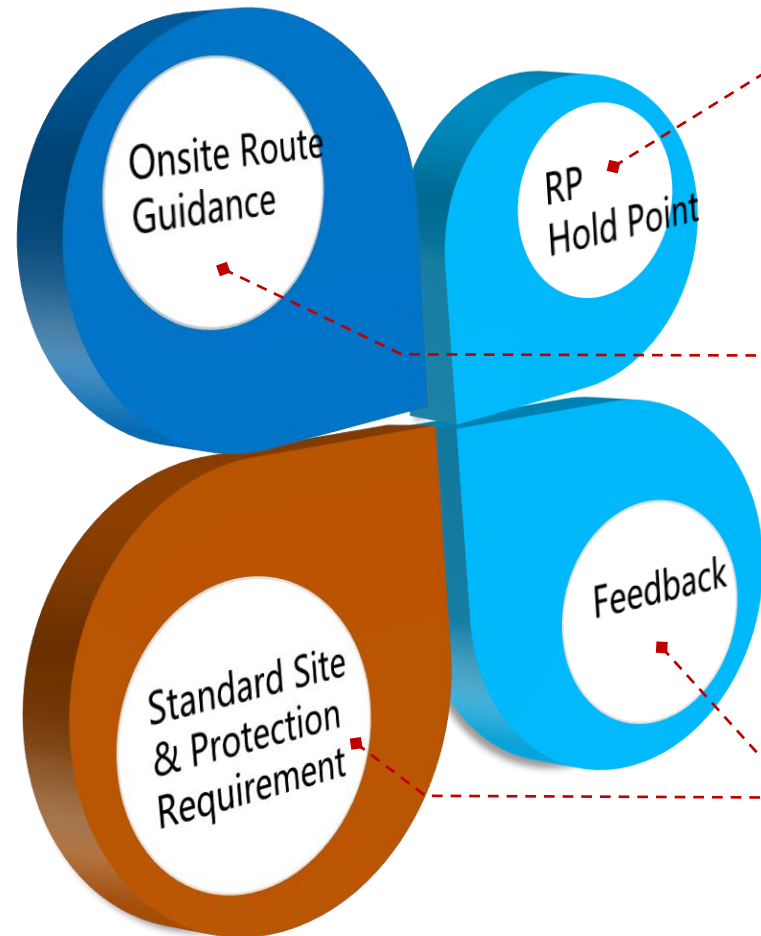 Onsite Route
Guidance
RP
Hold Point
Standard Site
& Protection
Requirement
Feedback